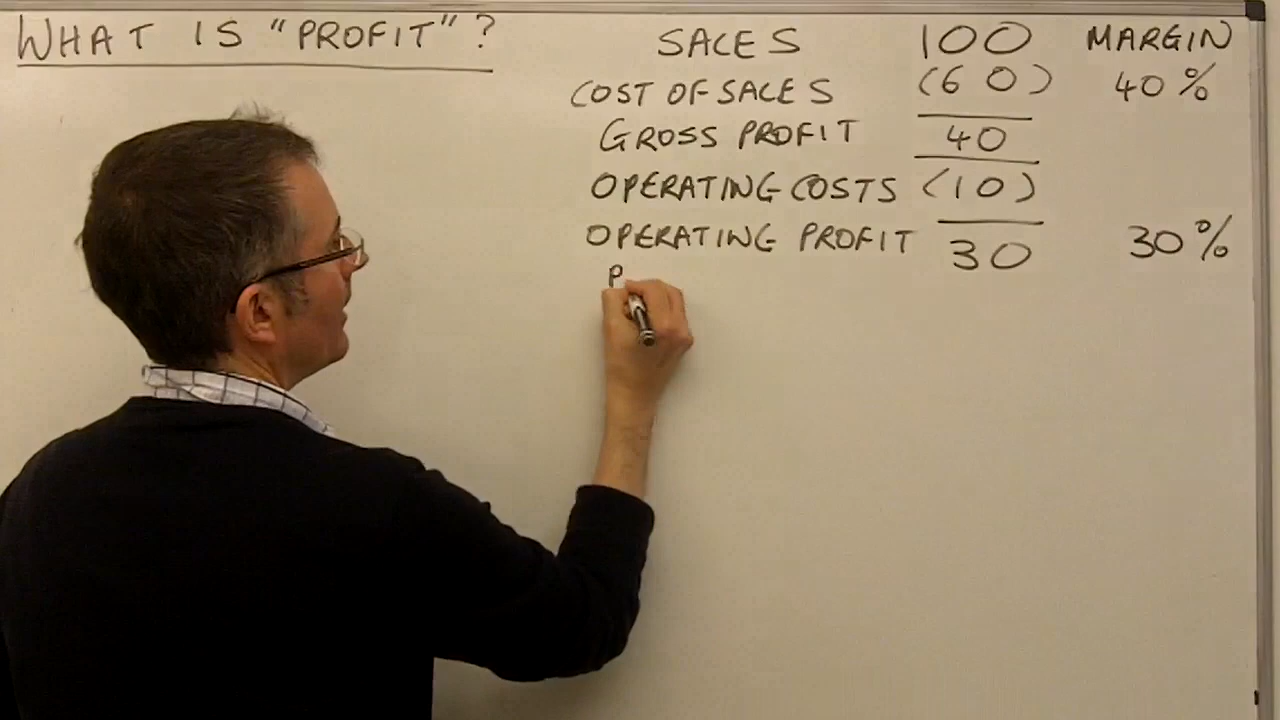 WHAT IS "PROFIT"?
SALES 100 MARGIN
COST OF SALES (60) 40%
GROSS PROFIT 40
OPERATING COSTS (10)
OPERATING PROFIT 30 30%
P